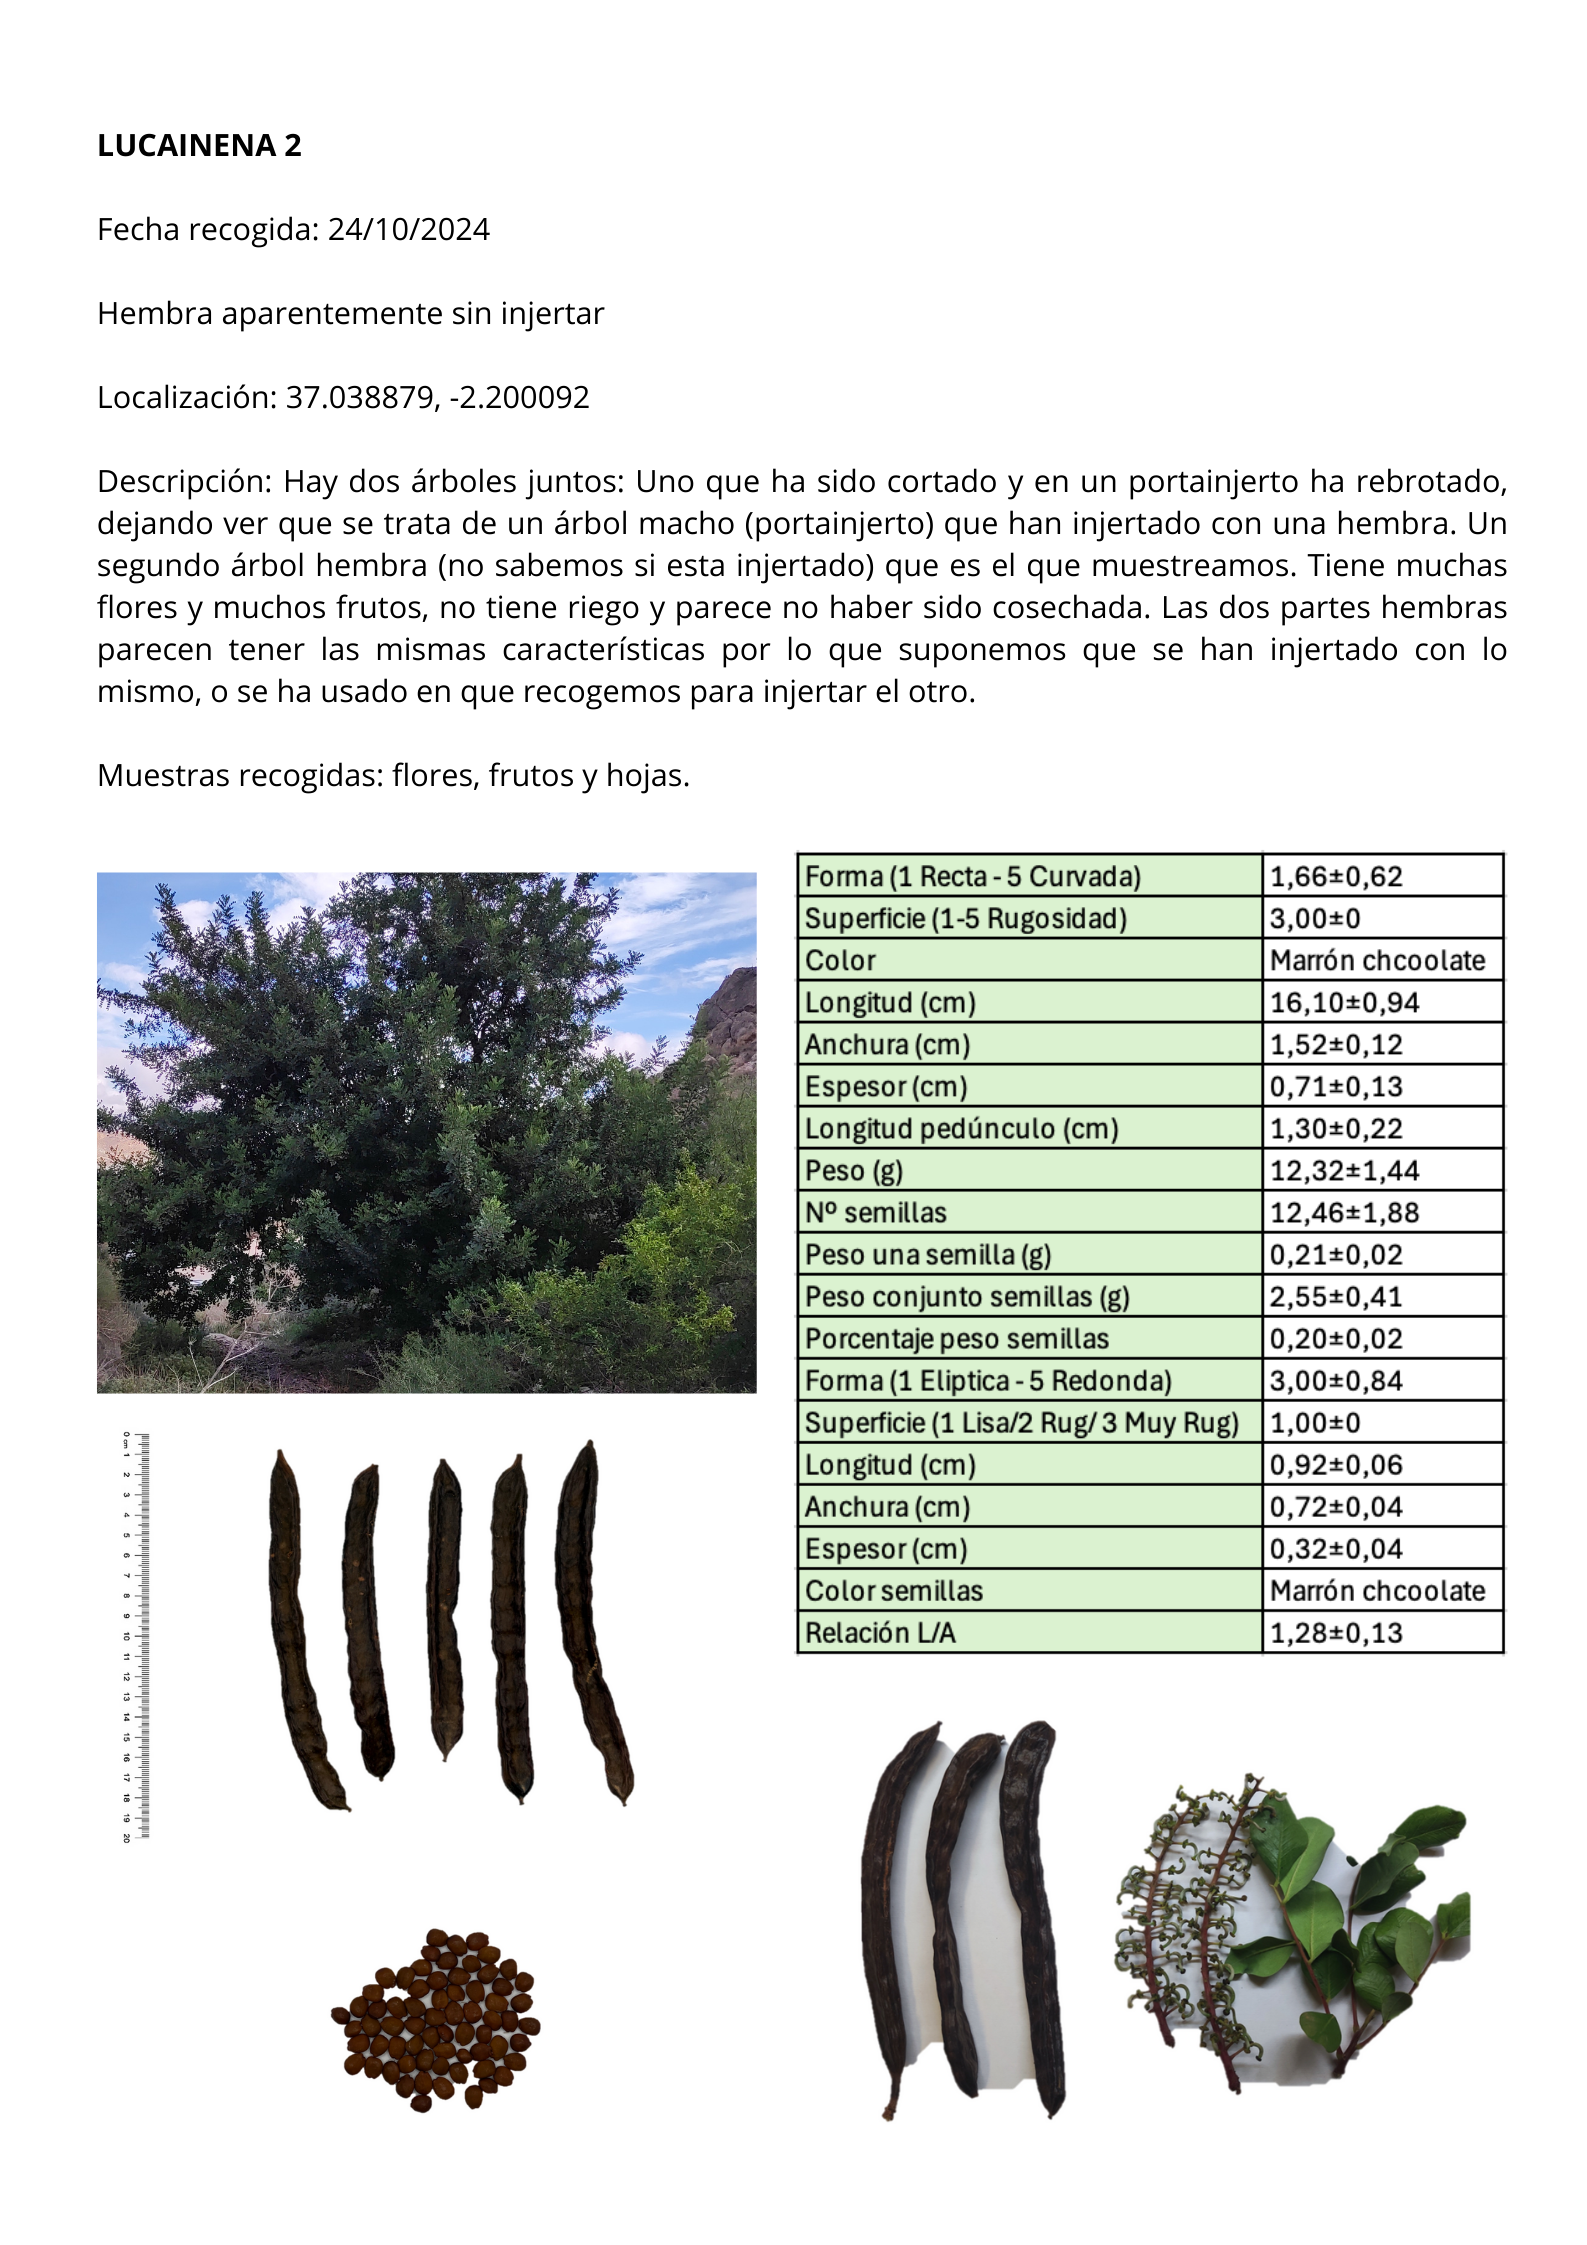 LUCAINENA 2
Fecha recogida: 24/10/2024
Hembra aparentemente sin injertar
Localización: 37.038879, -2.200092
Descripción: Hay dos árboles juntos: Uno que ha sido cortado y en un portainjerto ha rebrotado,
dejando ver que se trata de un árbol macho (portainjerto) que han injertado con una hembra. Un
segundo árbol hembra (no sabemos si esta injertado) que es el que muestreamos. Tiene muchas
flores y muchos frutos, no tiene riego y parece no haber sido cosechada. Las dos partes hembras
parecen tener las mismas características por lo que suponemos que se han injertado con lo
mismo, o se ha usado en que recogemos para injertar el otro.
Muestras recogidas: flores, frutos y hojas.
Forma (1 Recta - 5 Curvada) 1,66±0,62
Superficie (1-5 Rugosidad) 3,00±0
Color Marrón chcoolate
Longitud (cm) 16,10±0,94
Anchura (cm) 1,52±0,12
Espesor (cm) 0,71±0,13
Longitud pedúnculo (cm) 1,30±0,22
Peso (g) 12,32±1,44
Nº semillas 12,46±1,88
Peso una semilla (g) 0,21±0,02
Peso conjunto semillas (g) 2,55±0,41
Porcentaje peso semillas 0,20±0,02
Forma (1 Eliptica - 5 Redonda) 3,00±0,84
Superficie (1 Lisa/2 Rug/ 3 Muy Rug) 1,00±0
Longitud (cm) 0,92±0,06
Anchura (cm) 0,72±0,04
Espesor (cm) 0,32±0,04
Color semillas Marrón chcoolate
Relación L/A 1,28±0,13
0 cm 1 2 3 4 5 6 7 8 9 10 11 12 13 14 15 16 17 18 19 20